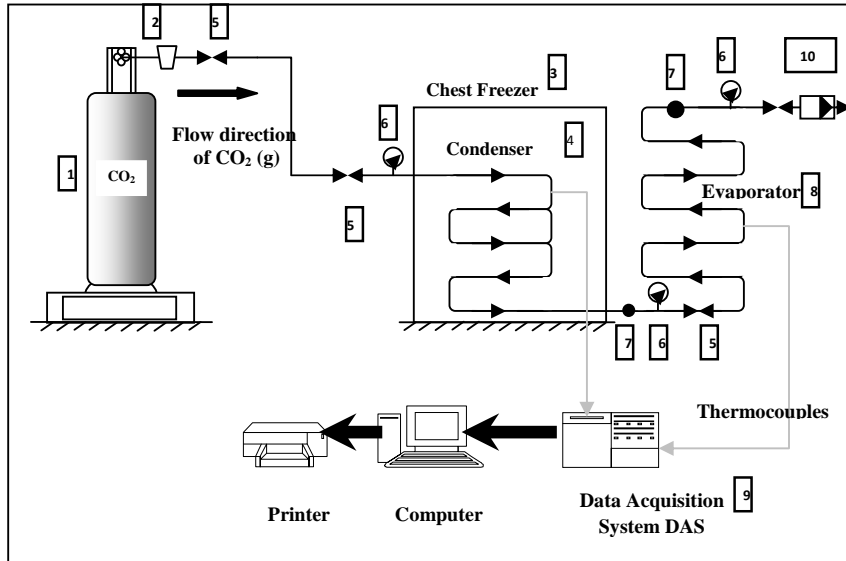 2
5
3
7
6
10
Chest Freezer
6
Flow direction
of CO₂ (g)
Condenser
4
1
CO₂
Evaporator
8
5
7
6
5
Thermocouples
Printer
Computer
Data Acquisition
System DAS
9